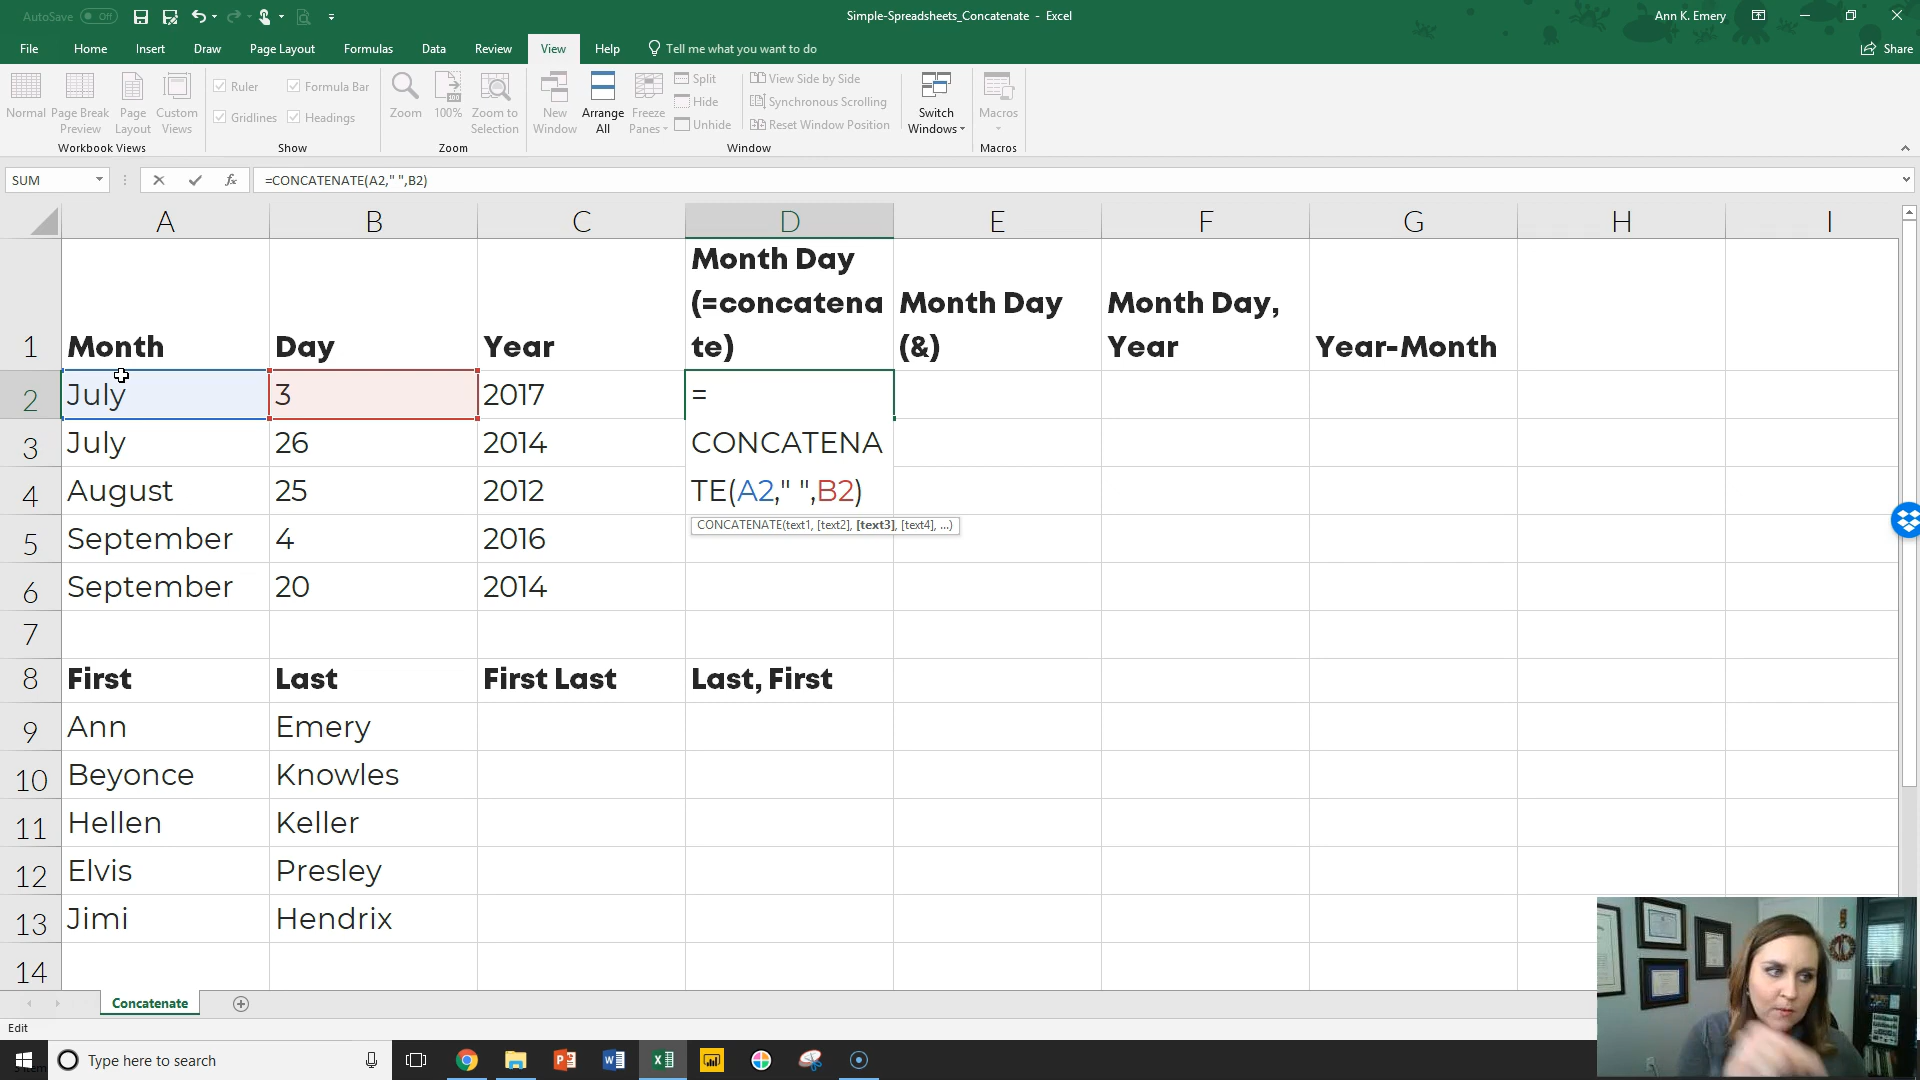 AutoSave Off
Simple-Spreadsheets_Concatenate - Excel
Ann K. Emery
File Home Insert Draw Page Layout Formulas Data Review View Help Tell me what you want to do Share
Normal
Page Break Preview
Page Layout
Custom Views
Workbook Views
Ruler
Formula Bar
Gridlines
Headings
Show
Zoom
100%
Zoom to Selection
Zoom
New Window
Arrange All
Freeze Panes
Split
Hide
Unhide
View Side by Side
Synchronous Scrolling
Reset Window Position
Window
Switch Windows
Macros
Macros
SUM
fx
=CONCATENATE(A2," ",B2)
A B C D E F G H I
1 Month Day Year Month Day (=concatenate) Month Day (&) Month Day, Year Year-Month
2 July 3 2017 =
3 July 26 2014 CONCATENA
4 August 25 2012 TE(A2," ",B2)
CONCATENATE(text1, [text2], [text3], [text4], ...)
5 September 4 2016
6 September 20 2014
7
8 First Last First Last Last, First
9 Ann Emery
10 Beyonce Knowles
11 Hellen Keller
12 Elvis Presley
13 Jimi Hendrix
14
Concatenate
Edit
Type here to search